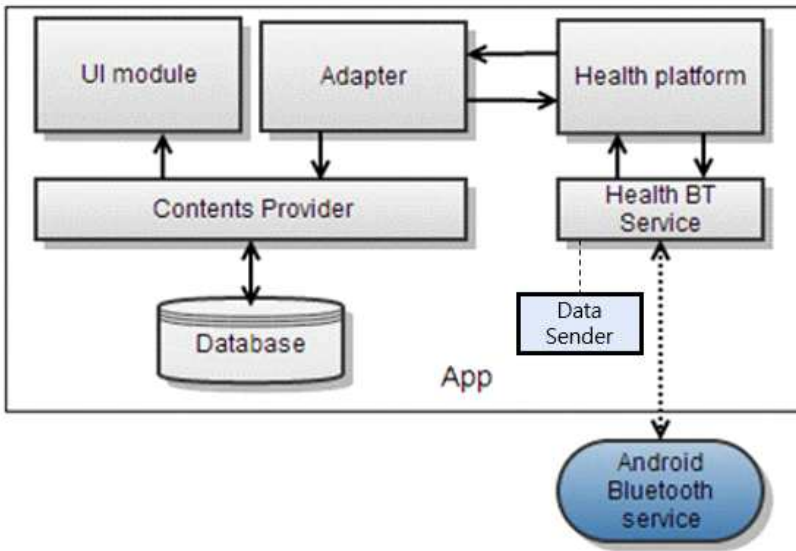 UI module
Adapter
Health platform
Contents Provider
Health BT
Service
Data
Sender
Database
App
Android
Bluetooth
service